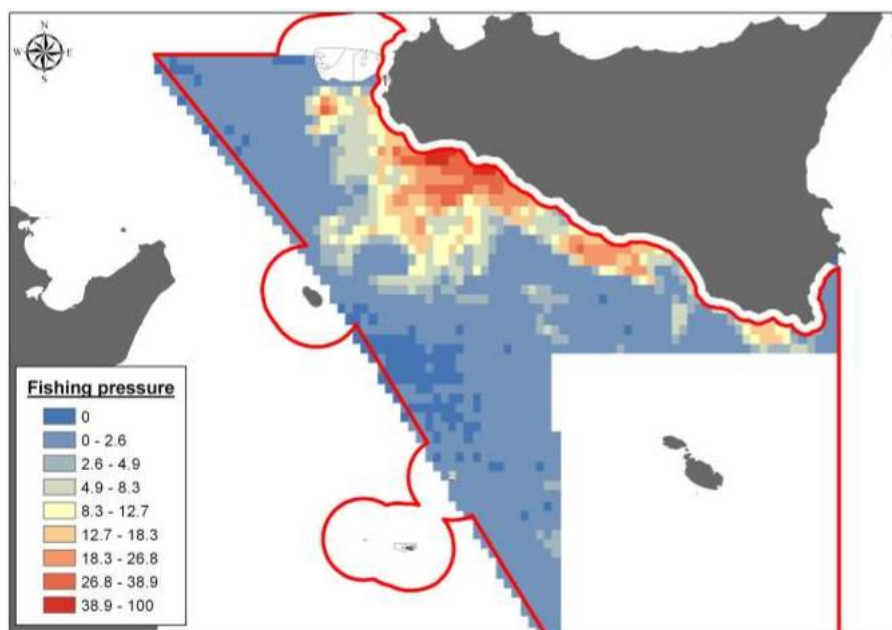 N
W E
S
Fishing pressure
0
0 - 2.6
2.6 - 4.9
4.9 - 8.3
8.3 - 12.7
12.7 - 18.3
18.3 - 26.8
26.8 - 38.9
38.9 - 100